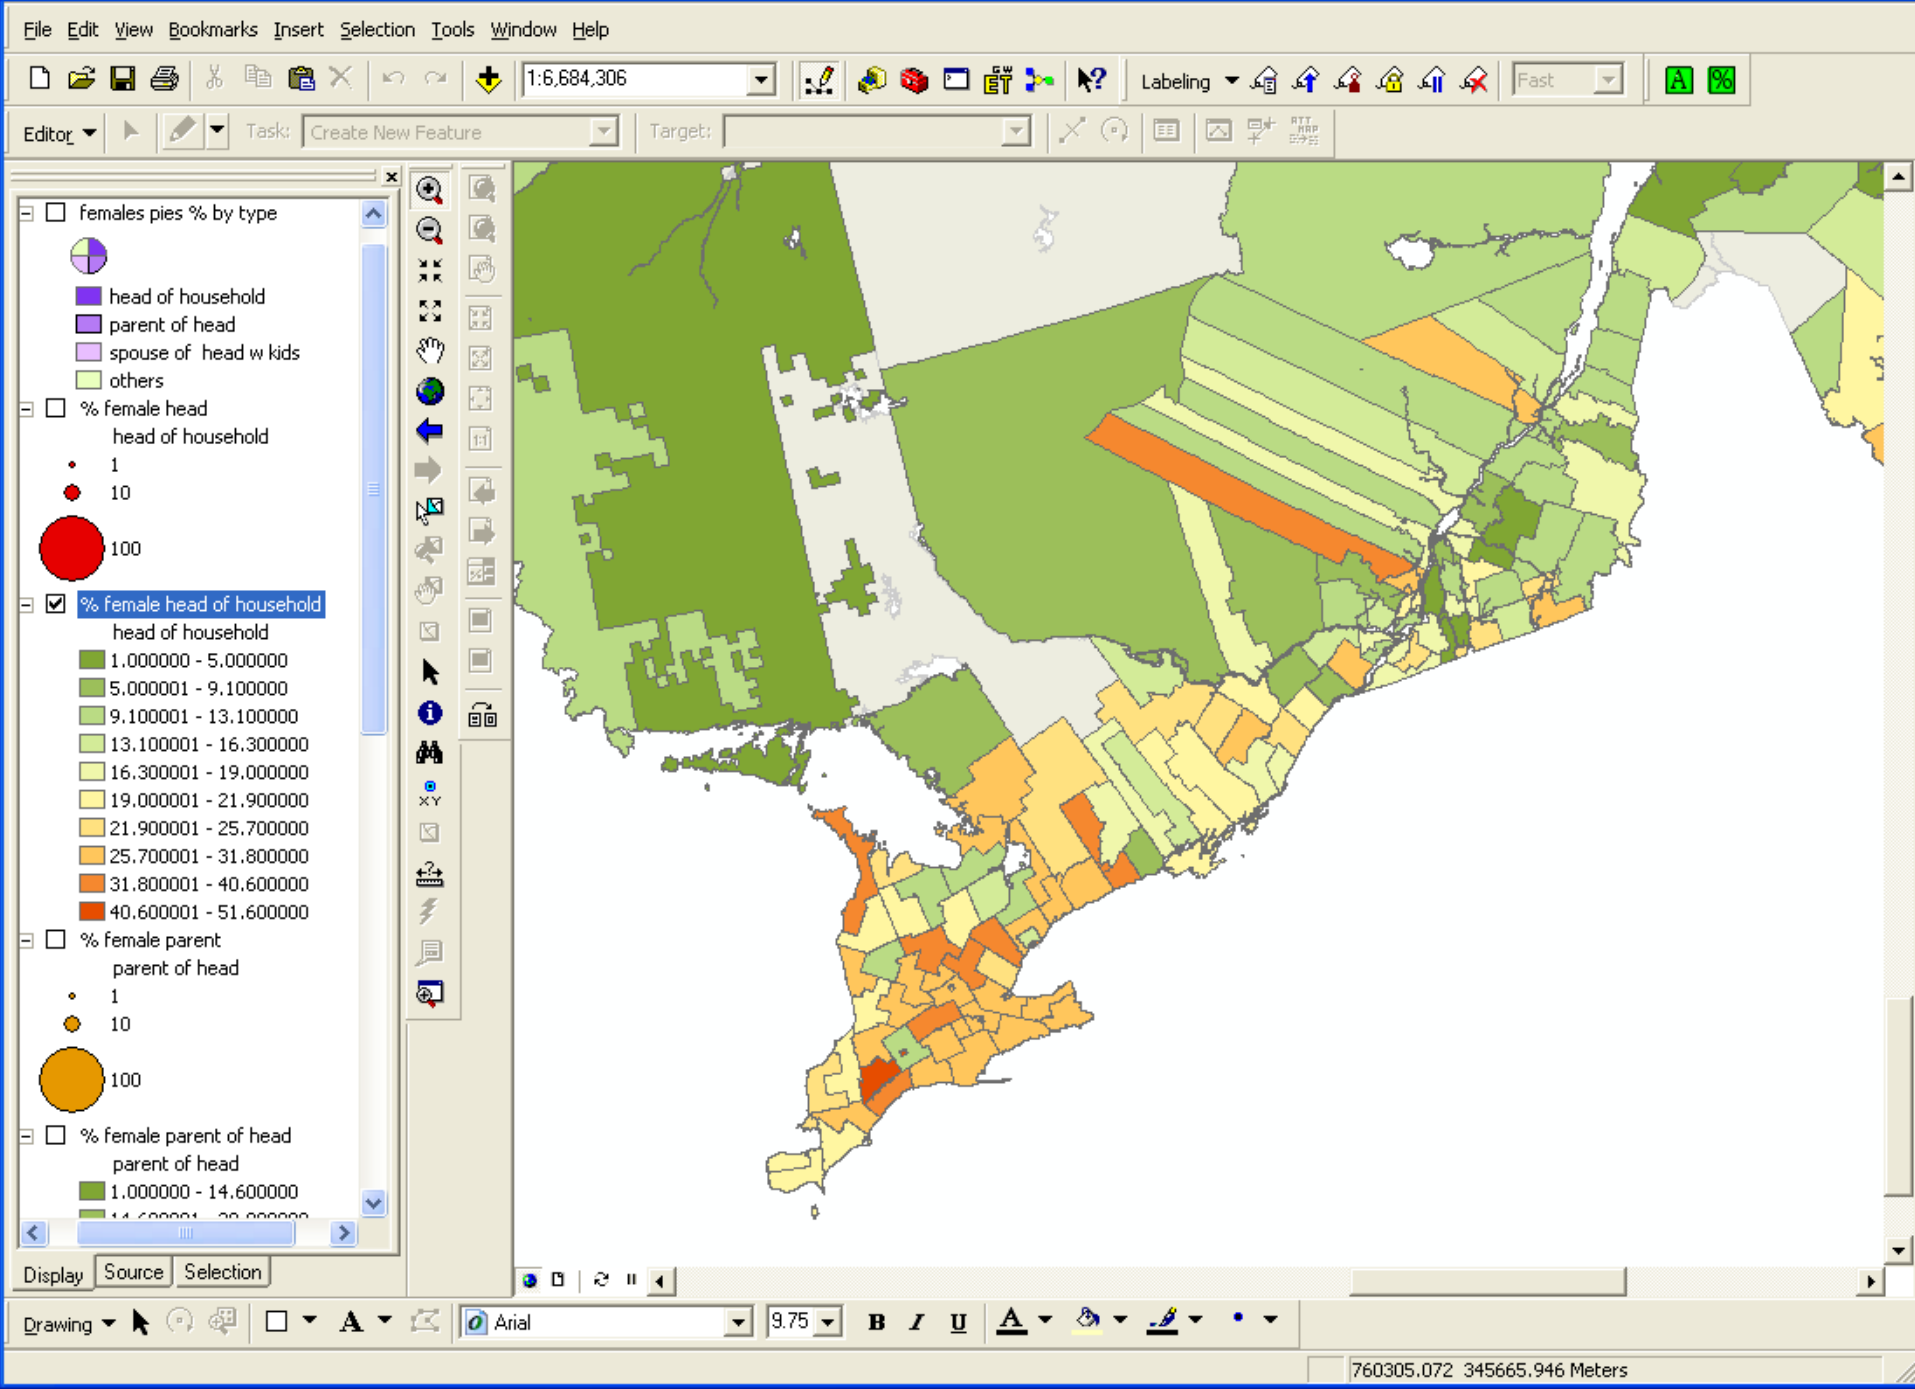 File Edit View Bookmarks Insert Selection Tools Window Help
1:6,684,306 Labeling Fast A %
Editor Task: Create New Feature Target:
females pies % by type
head of household
parent of head
spouse of head w kids
others
% female head
head of household
1
10
100
% female head of household
head of household
1.000000 - 5.000000
5.000001 - 9.100000
9.100001 - 13.100000
13.100001 - 16.300000
16.300001 - 19.000000
19.000001 - 21.900000
21.900001 - 25.700000
25.700001 - 31.800000
31.800001 - 40.600000
40.600001 - 51.600000
% female parent
parent of head
1
10
100
% female parent of head
parent of head
1.000000 - 14.600000
Display Source Selection
Drawing A Arial 9.75 B I U A
760305.072 345665.946 Meters